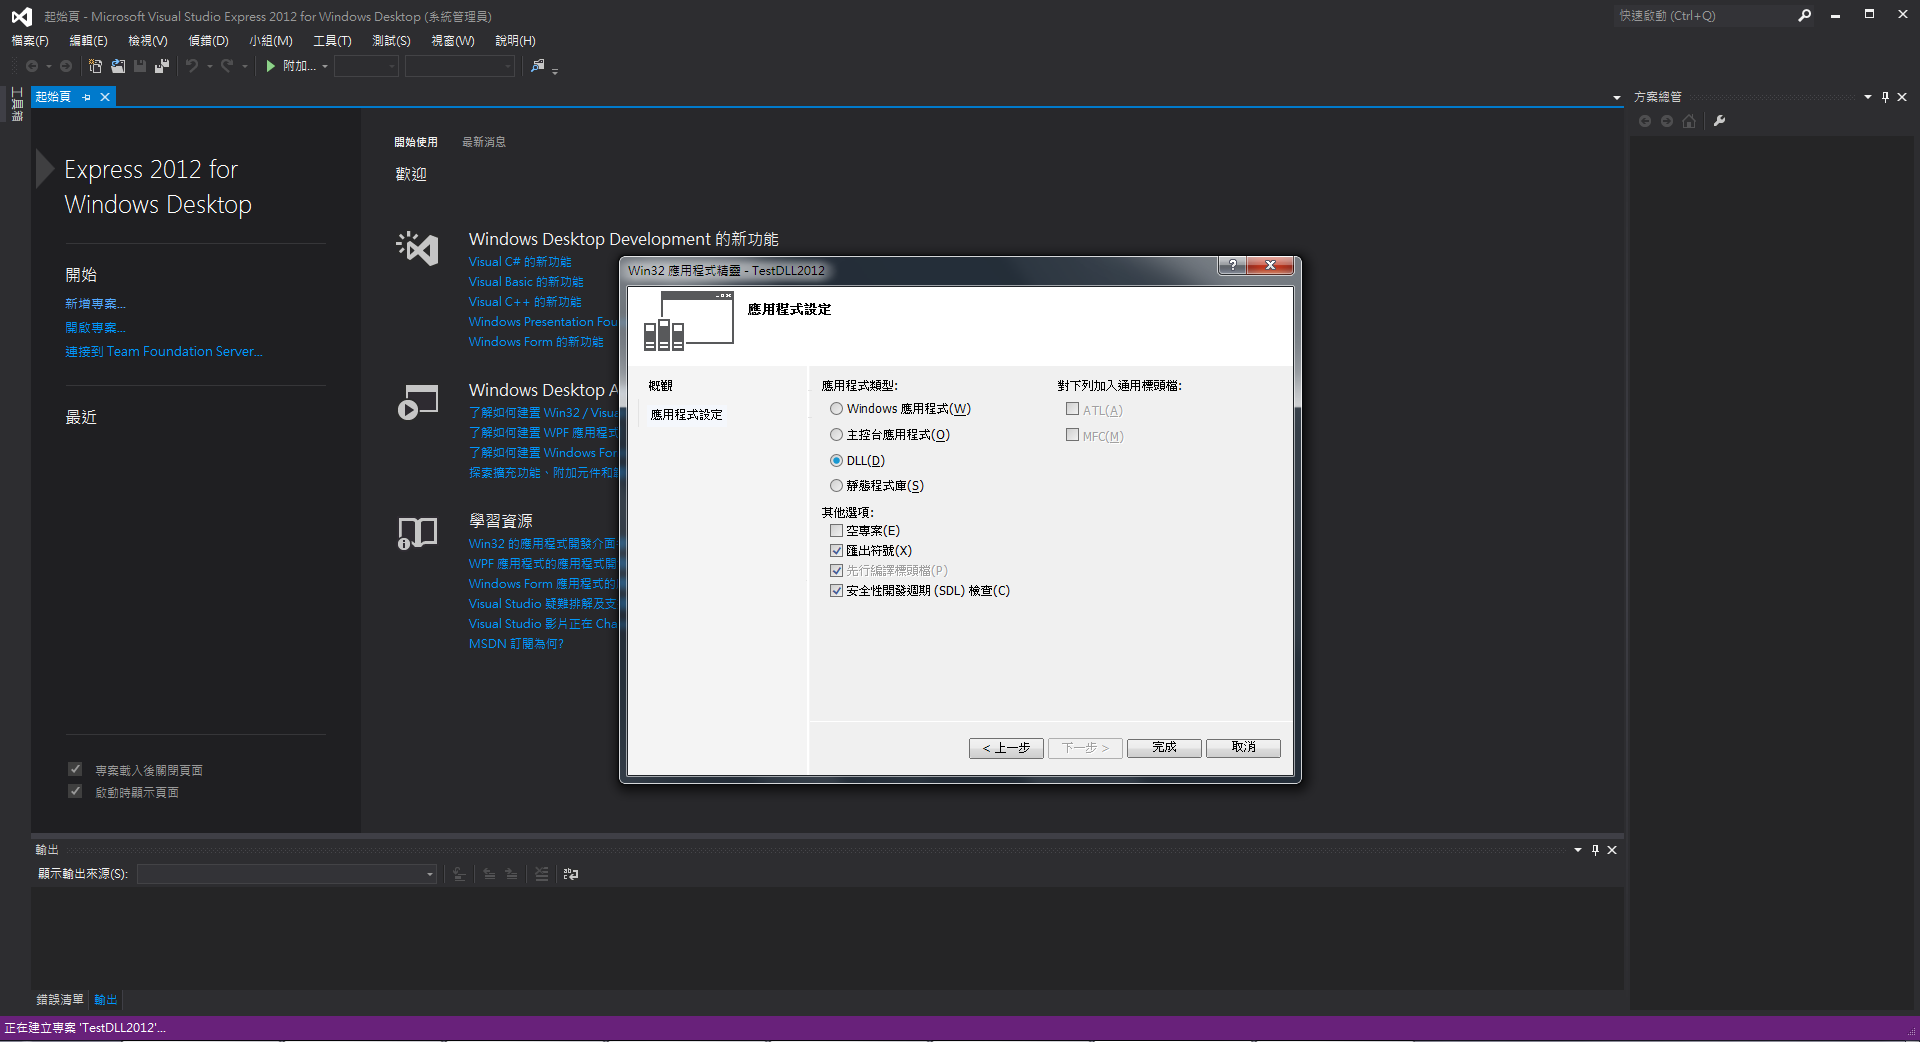 起始頁 - Microsoft Visual Studio Express 2012 for Windows Desktop (系統管理員)
快速啟動 (Ctrl+Q)
檔案(F) 編輯(E) 檢視(V) 偵錯(D) 小組(M) 工具(T) 測試(S) 視窗(W) 說明(H)
附加...
工具箱
起始頁
方案總管
Express 2012 for
Windows Desktop
開始
新增專案...
開啟專案...
連接到 Team Foundation Server...
最近
專案載入後關閉頁面
啟動時顯示頁面
開始使用 最新消息
歡迎
Windows Desktop Development 的新功能
Visual C# 的新功能
Visual Basic 的新功能
Visual C++ 的新功能
Windows Presentation Fou
Windows Form 的新功能
Windows Desktop A
了解如何建置 Win32 / Visua
了解如何建置 WPF 應用程式
了解如何建置 Windows For
探索擴充功能、附加元件和
學習資源
Win32 的應用程式開發介面
WPF 應用程式的應用程式開
Windows Form 應用程式的
Visual Studio 疑難排解及支
Visual Studio 影片正在 Cha
MSDN 訂閱為何?
Win32 應用程式精靈 - TestDLL2012
應用程式設定
概觀
應用程式設定
應用程式類型:
Windows 應用程式(W)
主控台應用程式(O)
DLL(D)
靜態程式庫(S)
其他選項:
空專案(E)
匯出符號(X)
先行編譯標頭檔(P)
安全性開發週期 (SDL) 檢查(C)
對下列加入通用標頭檔:
ATL(A)
MFC(M)
< 上一步 下一步 > 完成 取消
輸出
顯示輸出來源(S):
錯誤清單 輸出
正在建立專案 'TestDLL2012'...